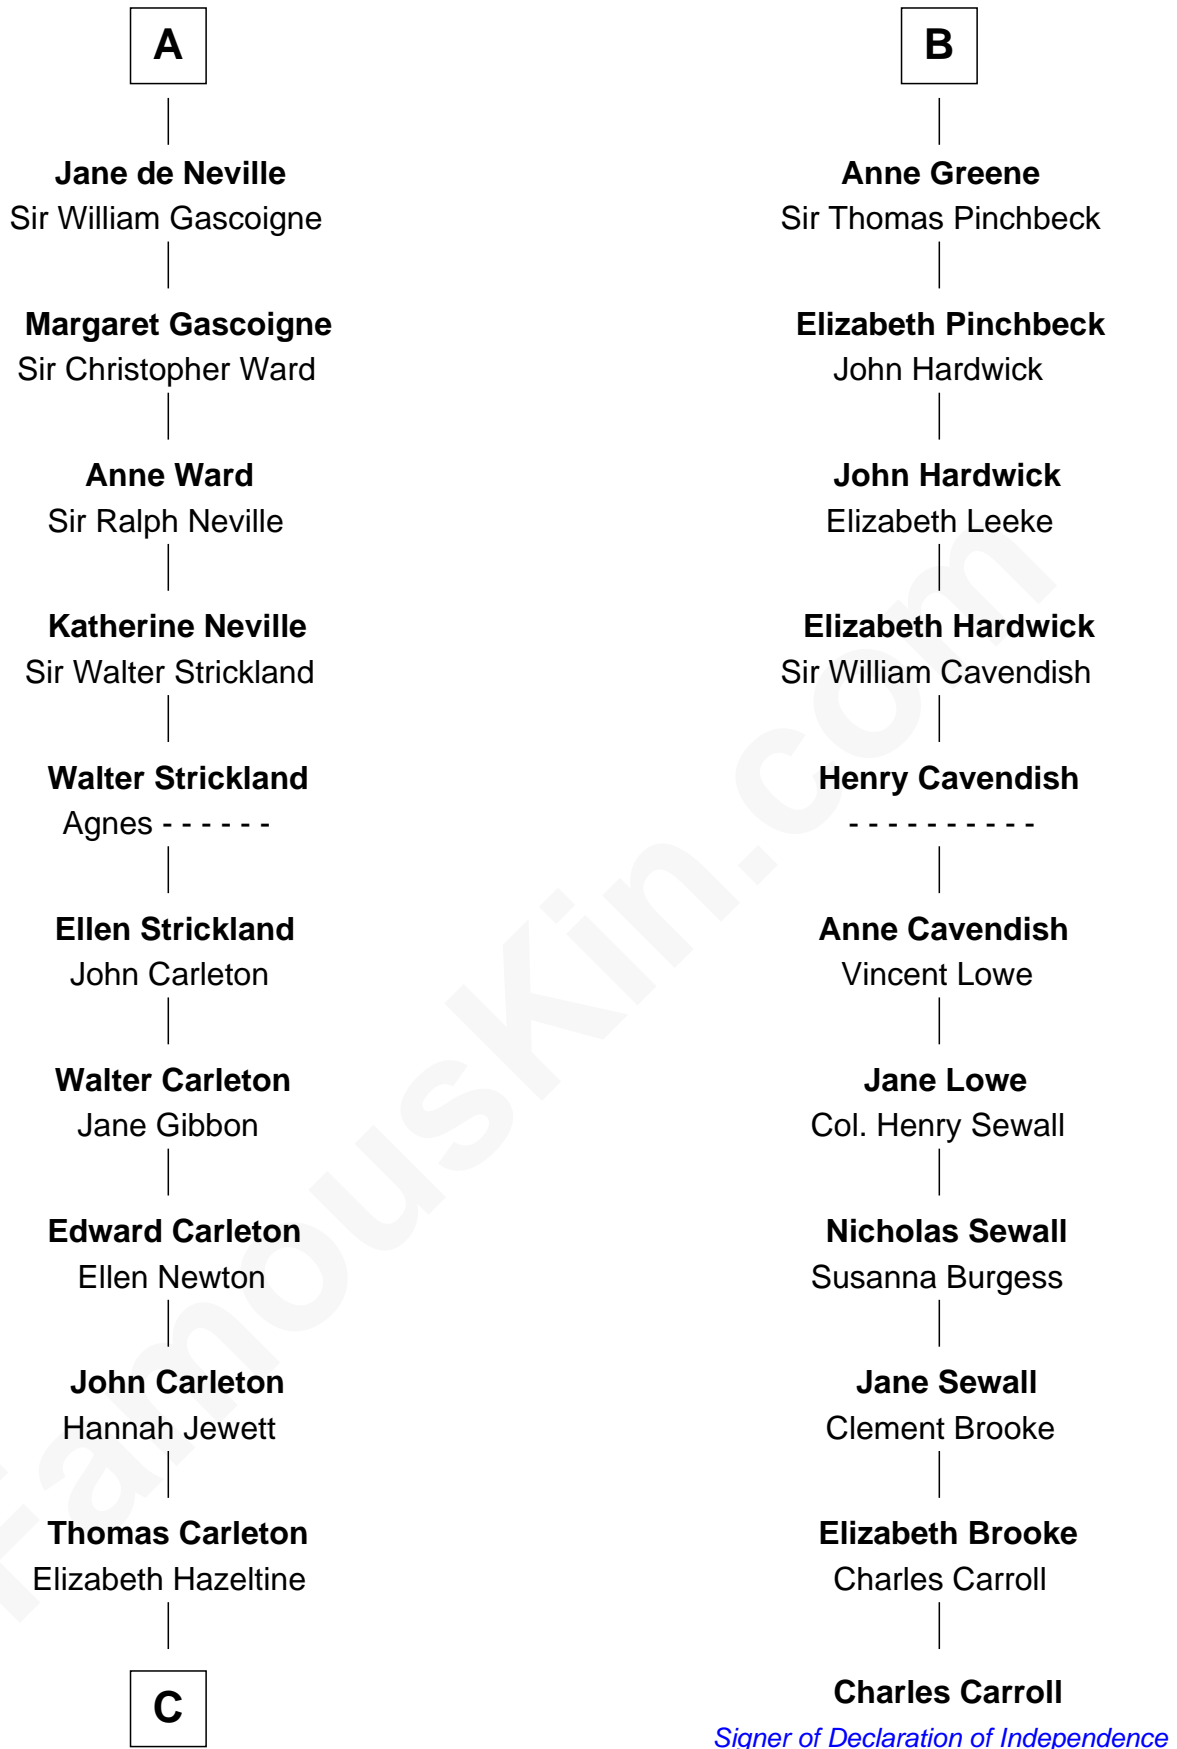 A
Jane de Neville
Sir William Gascoigne
Margaret Gascoigne
Sir Christopher Ward
Anne Ward
Sir Ralph Neville
Katherine Neville
Sir Walter Strickland
Walter Strickland
Agnes - - - - - -
Ellen Strickland
John Carleton
Walter Carleton
Jane Gibbon
Edward Carleton
Ellen Newton
John Carleton
Hannah Jewett
Thomas Carleton
Elizabeth Hazeltine
C
B
Anne Greene
Sir Thomas Pinchbeck
Elizabeth Pinchbeck
John Hardwick
John Hardwick
Elizabeth Leeke
Elizabeth Hardwick
Sir William Cavendish
Henry Cavendish
- - - - - - - - - -
Anne Cavendish
Vincent Lowe
Jane Lowe
Col. Henry Sewall
Nicholas Sewall
Susanna Burgess
Jane Sewall
Clement Brooke
Elizabeth Brooke
Charles Carroll
Charles Carroll
Signer of Declaration of Independence
FamousKin.com